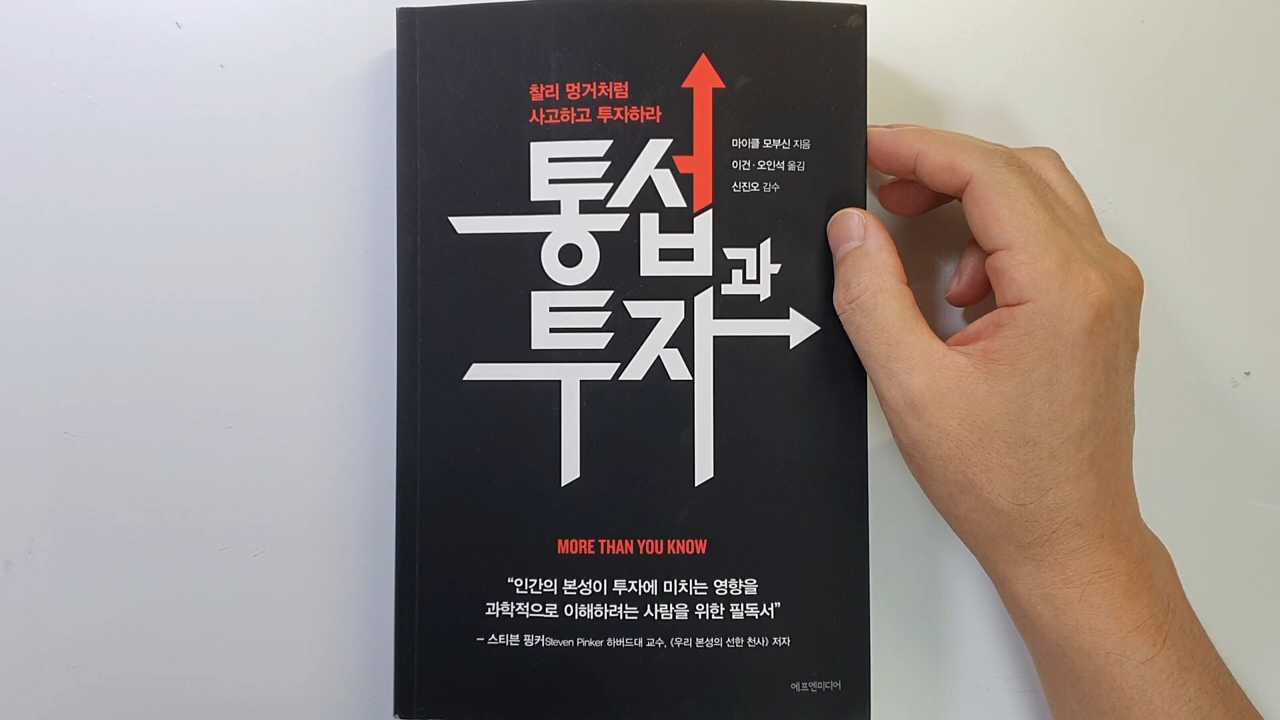 찰리 멍거처럼
사고하고 투자하라
통섭과
투자
마이클 모부신 지음
이건·오인석 옮김
신진오 감수
MORE THAN YOU KNOW
“인간의 본성이 투자에 미치는 영향을
과학적으로 이해하려는 사람을 위한 필독서”
– 스티븐 핑커Steven Pinker 하버드대 교수, 《우리 본성의 선한 천사》 저자
에프엔미디어